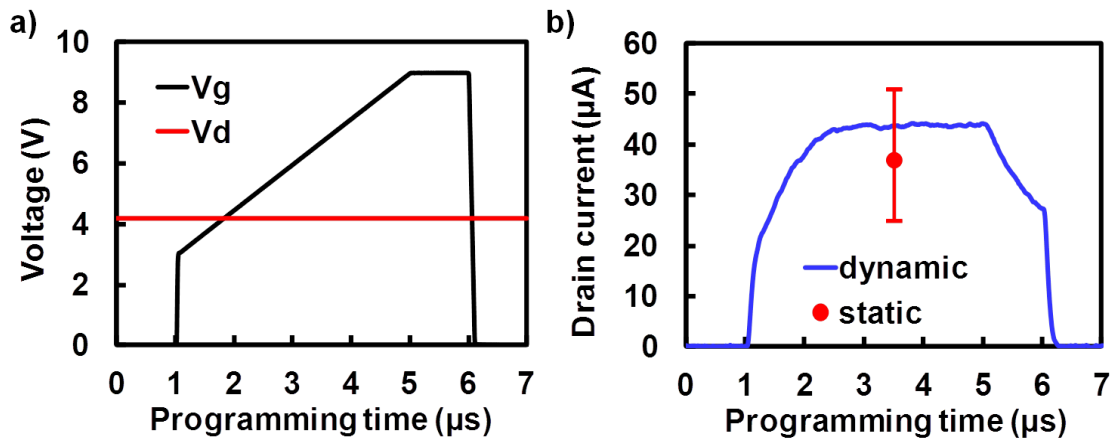 a)
Voltage (V)
10
8
6
4
2
0
Vg
Vd
0 1 2 3 4 5 6 7
Programming time (µs)
b)
Drain current (µA)
60
50
40
30
20
10
0
dynamic
static
0 1 2 3 4 5 6 7
Programming time (µs)